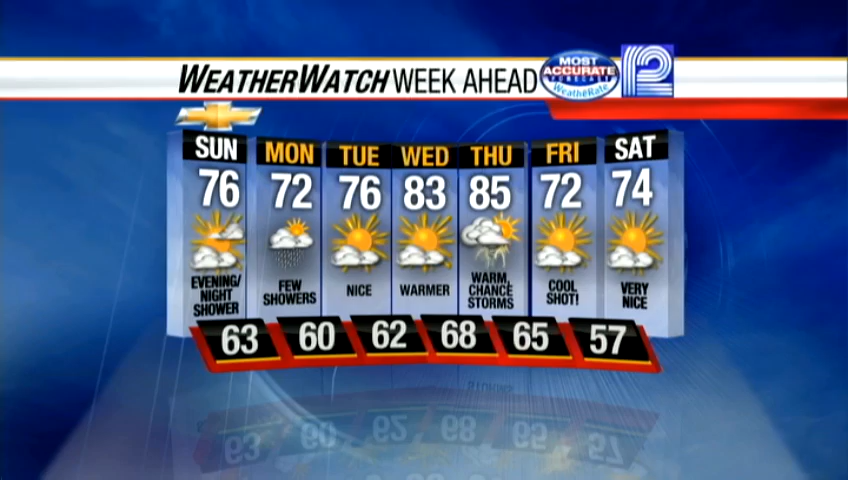 WEATHERWATCH WEEK AHEAD
MOST
ACCURATE
FORECAST
WeatheRate
12
SUN MON TUE WED THU FRI SAT
76 72 76 83 85 72 74
EVENING/
NIGHT
SHOWER
FEW
SHOWERS
NICE
WARMER
WARM,
CHANCE
STORMS
COOL
SHOT!
VERY
NICE
63 60 62 68 65 57